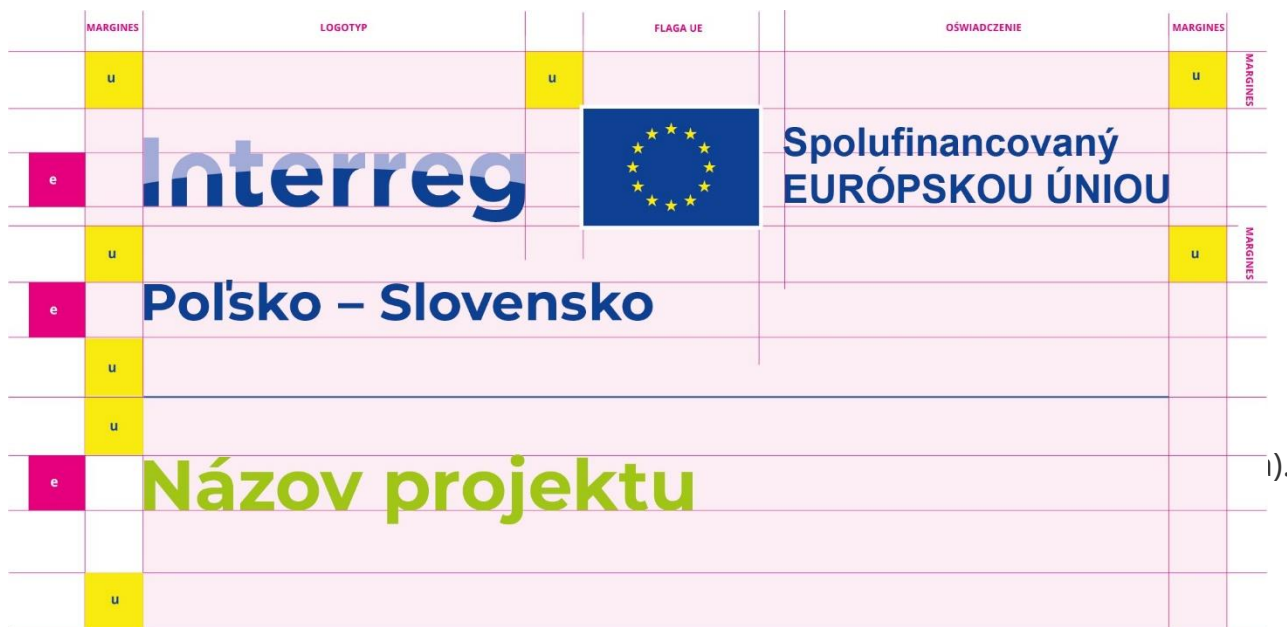 MARGINES LOGOTYP FLAGA UE OŚWIADCZENIE MARGINES
u u u MARGINES
e Interreg Spolufinancovaný
EURÓPSKOU ÚNIOU
u u MARGINES
e Poľsko – Slovensko
u
u
e Názov projektu
).
u